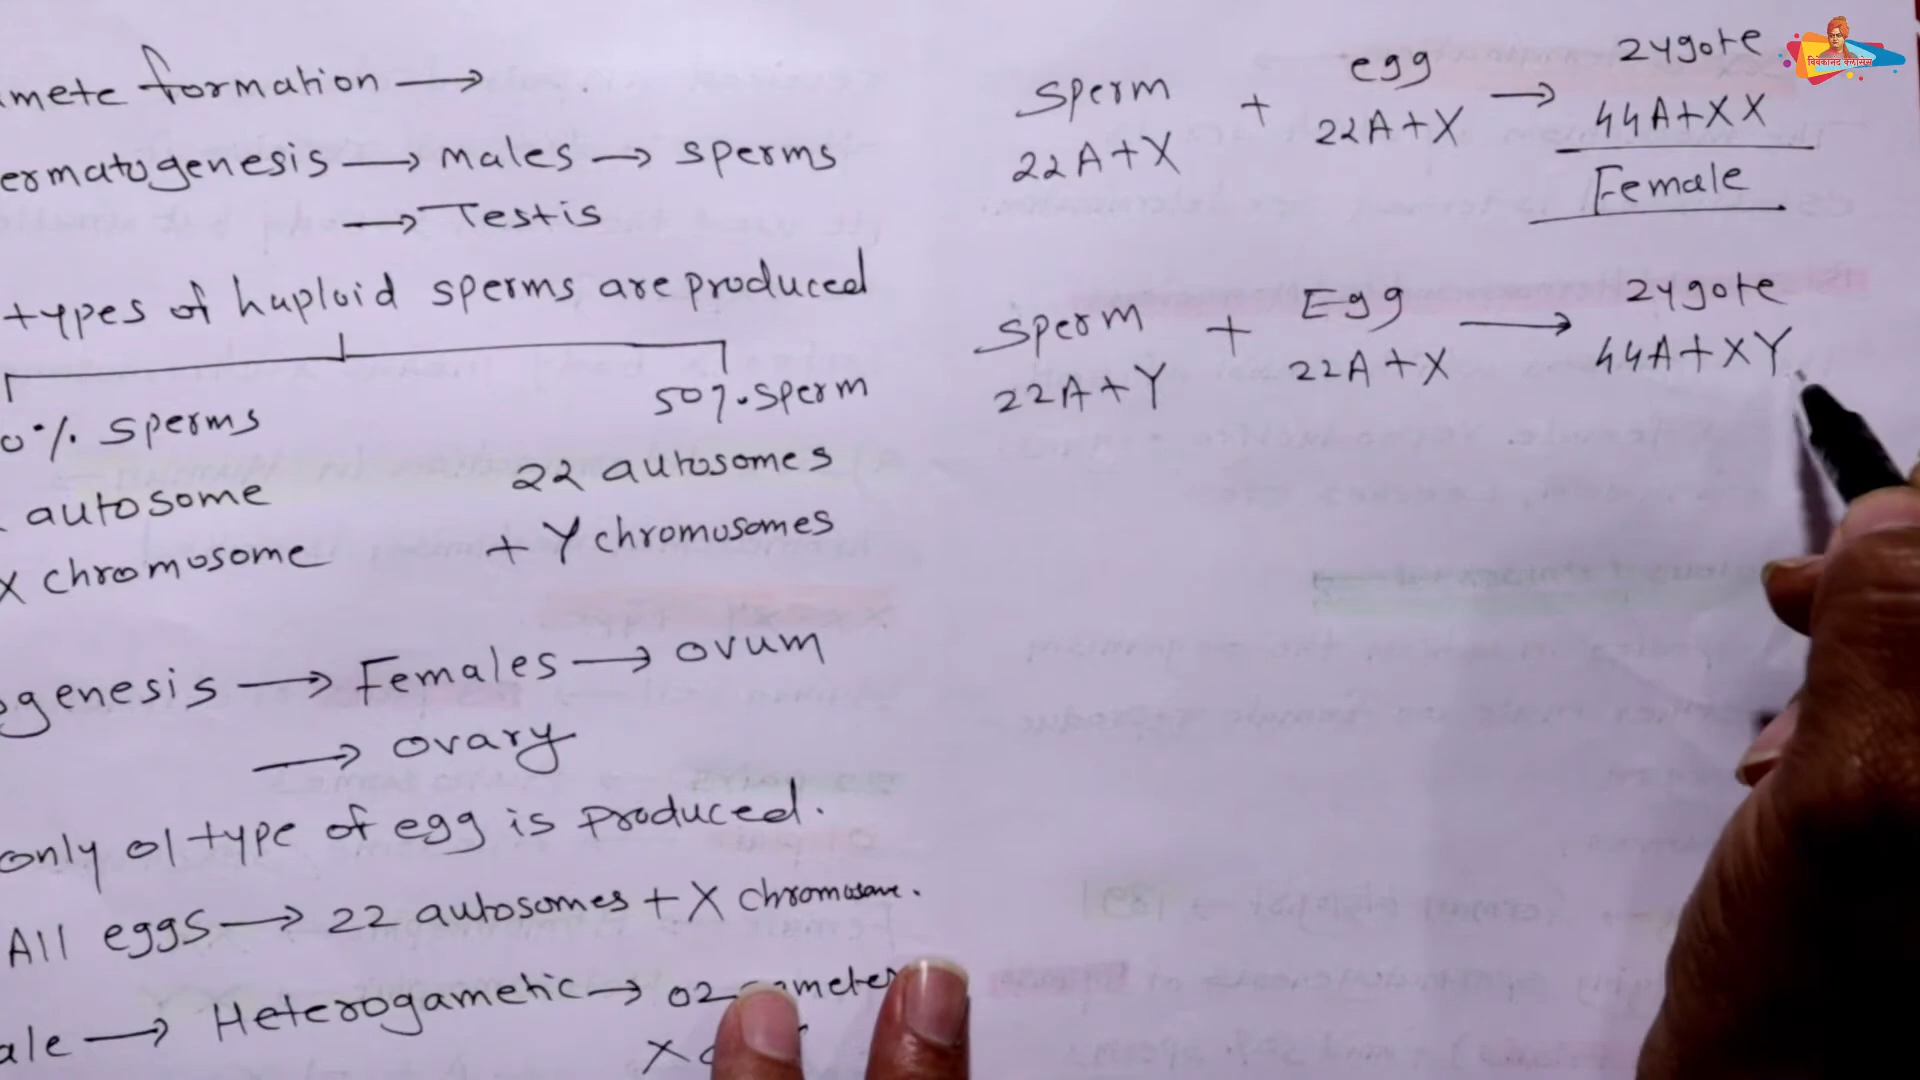 mete formation →
ermatogenesis → males → sperms
→ Testis
types of haploid sperms are produced
0% sperms
autosome
X chromosome
50% sperm
22 autosomes
+ Y chromosomes
genesis → Females → ovum
→ ovary
only 01 type of egg is produced.
All eggs → 22 autosomes + X chromosome.
ale → Heterogametic → 02
X
sperm + egg → zygote
22A+X 22A+X 44A+XX
Female
sperm + Egg → zygote
22A+Y 22A+X 44A+XY
विवेकानंद क्लासेस